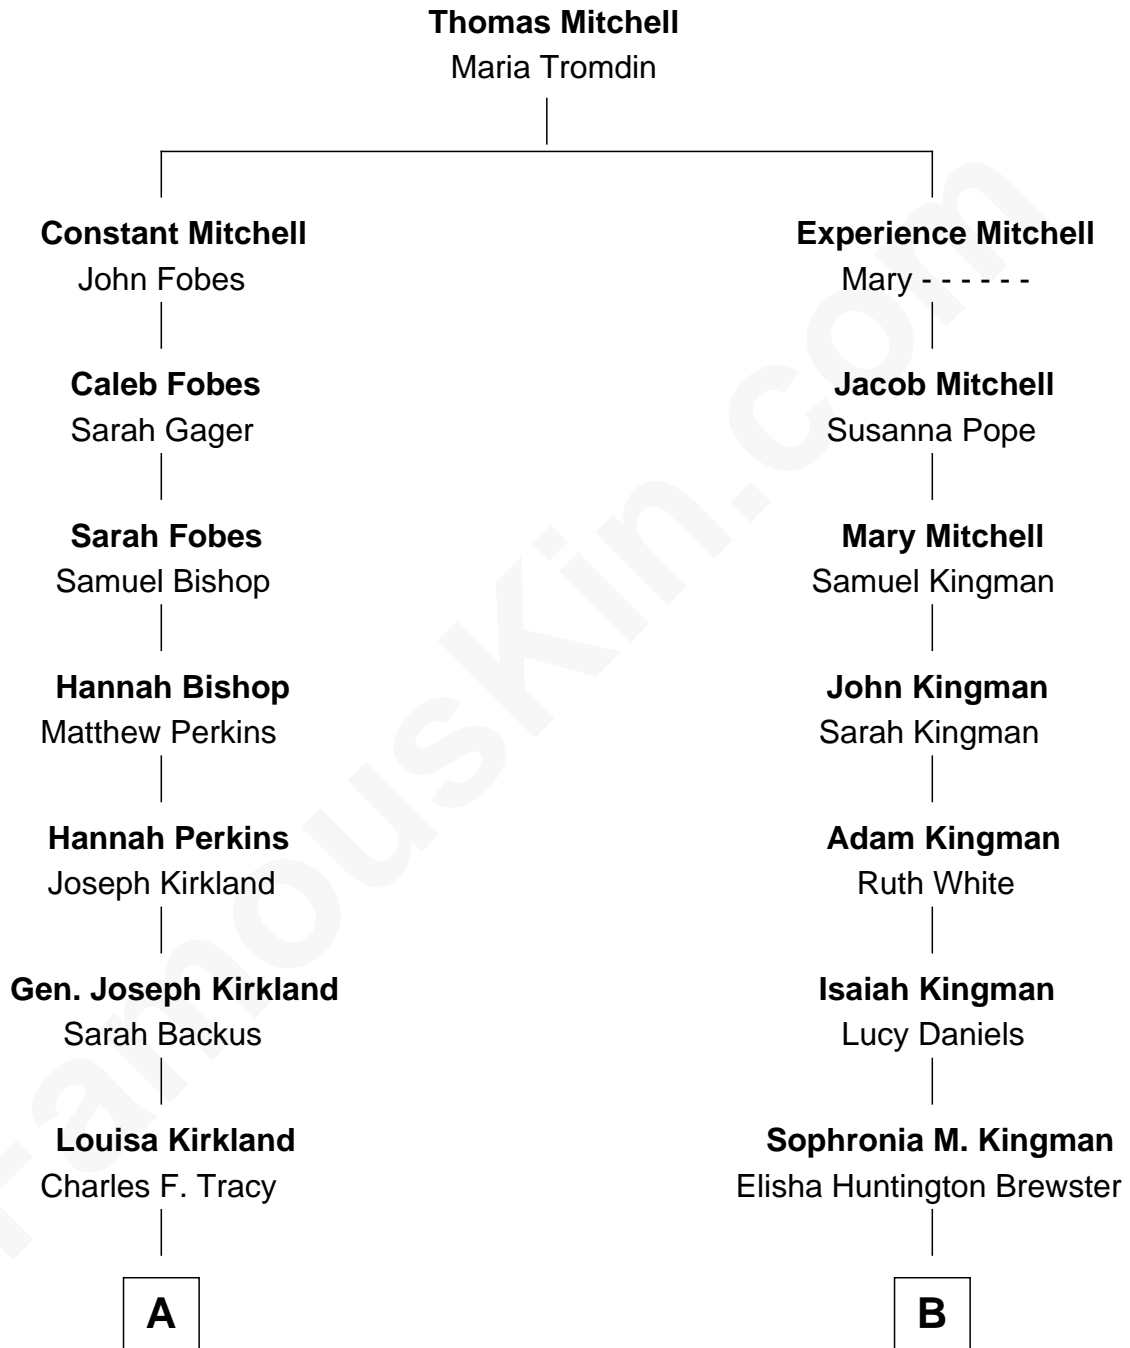 Thomas Mitchell
Maria Tromdin
Constant Mitchell
John Fobes
Experience Mitchell
Mary - - - - - -
Caleb Fobes
Sarah Gager
Jacob Mitchell
Susanna Pope
Sarah Fobes
Samuel Bishop
Mary Mitchell
Samuel Kingman
Hannah Bishop
Matthew Perkins
John Kingman
Sarah Kingman
Hannah Perkins
Joseph Kirkland
Adam Kingman
Ruth White
Gen. Joseph Kirkland
Sarah Backus
Isaiah Kingman
Lucy Daniels
Louisa Kirkland
Charles F. Tracy
Sophronia M. Kingman
Elisha Huntington Brewster
A
B
FamousKin.com